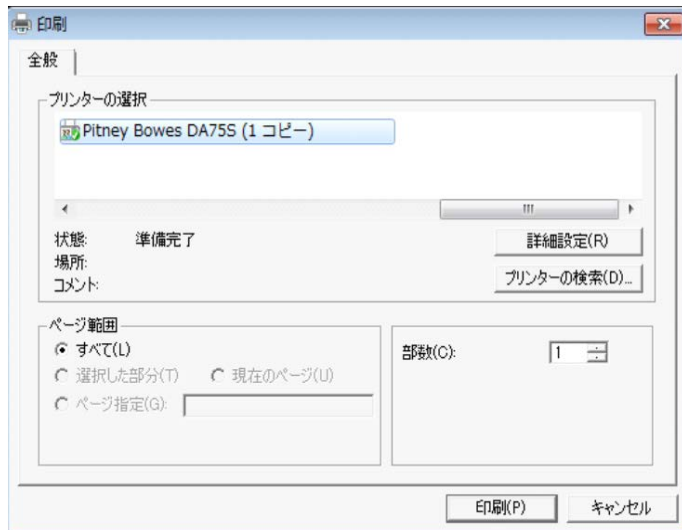 印刷
全般
プリンターの選択
Pitney Bowes DA75S (1 コピー)
状態: 準備完了 詳細設定(R)
場所:
コメント: プリンターの検索(D)...
ページ範囲
すべて(L)
選択した部分(T) 現在のページ(U)
ページ指定(G):
部数(C): 1
印刷(P) キャンセル